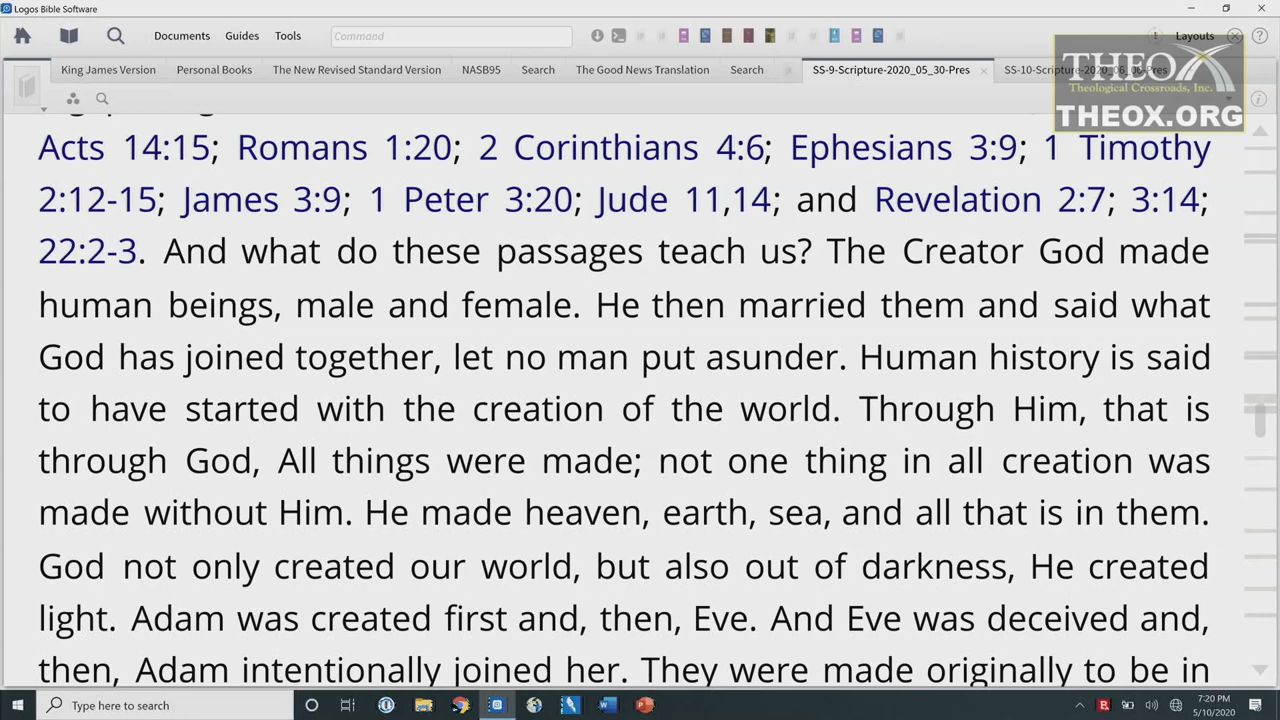 Logos Bible Software
Documents Guides Tools Command Layouts
King James Version Personal Books The New Revised Standard Ve The Good News Translation Search NASB95 Search SS-9-Scripture-2020_05_30-Pres SS-10-Scripture-2020_06_06-Pres
THEOX
Theological Crossroads, Inc.
THEOX.ORG
Acts 14:15; Romans 1:20; 2 Corinthians 4:6; Ephesians 3:9; 1 Timothy
2:12-15; James 3:9; 1 Peter 3:20; Jude 11,14; and Revelation 2:7; 3:14;
22:2-3. And what do these passages teach us? The Creator God made
human beings, male and female. He then married them and said what
God has joined together, let no man put asunder. Human history is said
to have started with the creation of the world. Through Him, that is
through God, All things were made; not one thing in all creation was
made without Him. He made heaven, earth, sea, and all that is in them.
God not only created our world, but also out of darkness, He created
light. Adam was created first and, then, Eve. And Eve was deceived and,
then, Adam intentionally joined her. They were made originally to be in
Type here to search
7:20 PM
5/10/2020